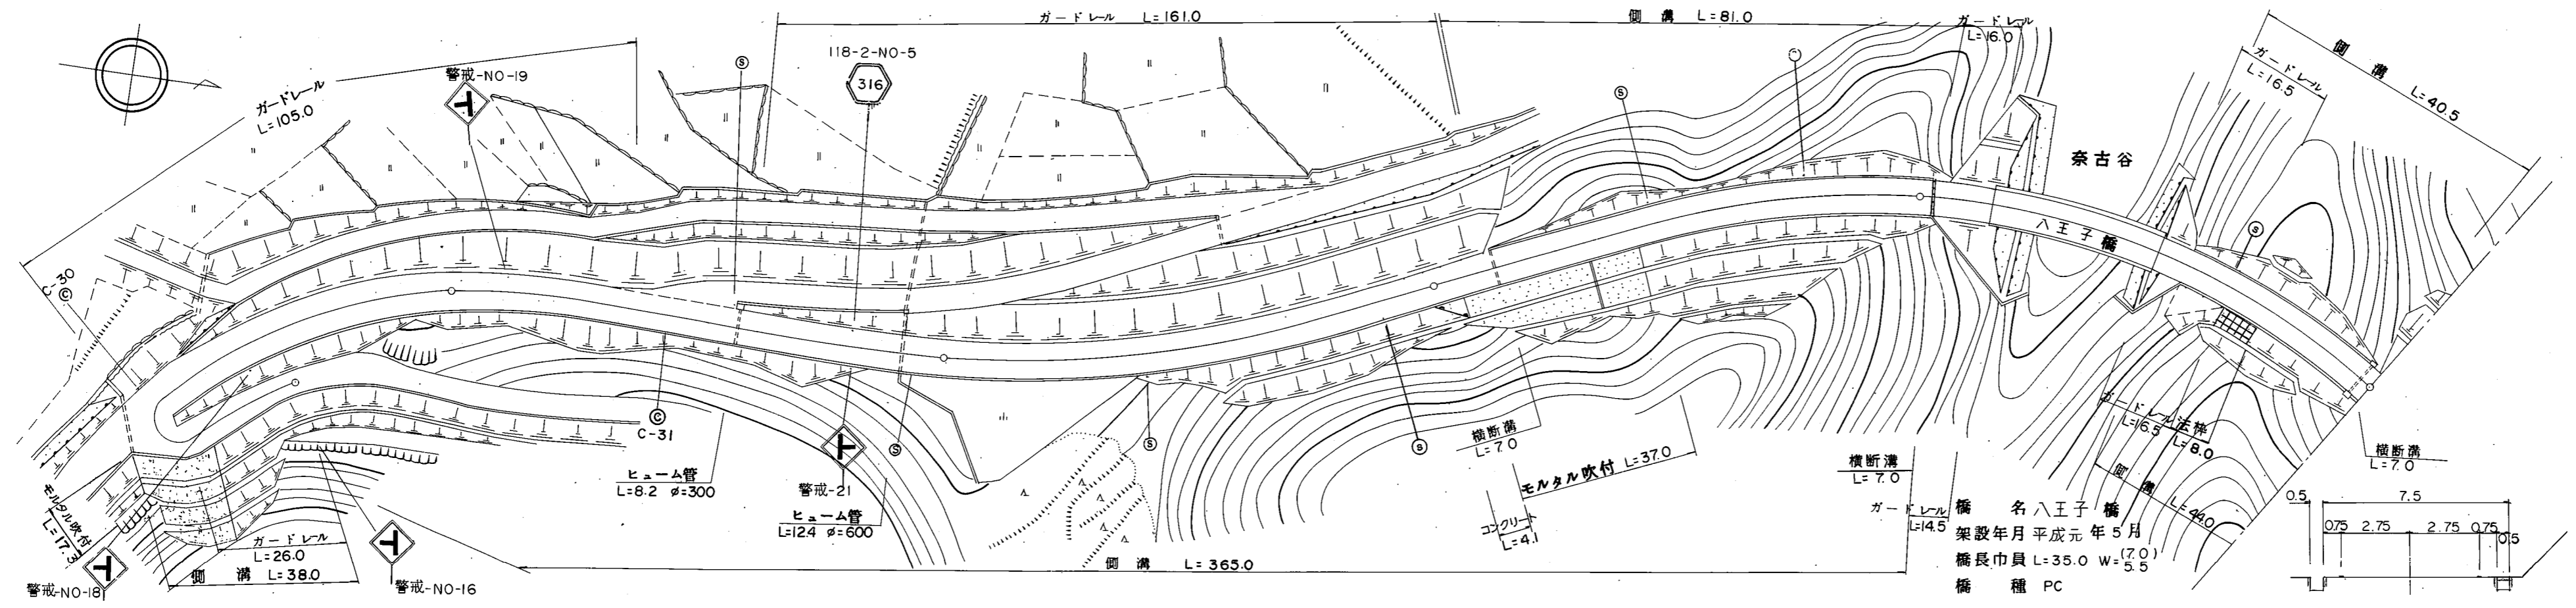 ガードレール L=161.0
側溝 L=81.0
ガードレール
L=16.0
側溝 L=40.5
ガードレール
L=16.5
118-2-NO-5
316
警戒-NO-19
ガードレール
L=105.0
S
S
S
奈古谷
八王子橋
C-30
C
C
C-31
S
S
S
S
ヒューム管
L=8.2 φ=300
警戒-21
ヒューム管
L=12.4 φ=600
横断溝
L=7.0
モルタル吹付 L=37.0
コンクリート
L=4.1
横断溝
L=7.0
ガードレール
L=14.5
ガードレール
L=16.5
法枠
L=8.0
側溝 L=44.0
横断溝
L=7.0
モルタル吹付
L=17.3
ガードレール
L=26.0
側溝 L=38.0
警戒-NO-18
警戒-NO-16
側溝 L=365.0
橋名 八王子橋
架設年月 平成元年5月
橋長巾員 L=35.0 W=(7.0) 5.5
橋種 PC
0.5 7.5
0.75 2.75 2.75 0.75
0.5